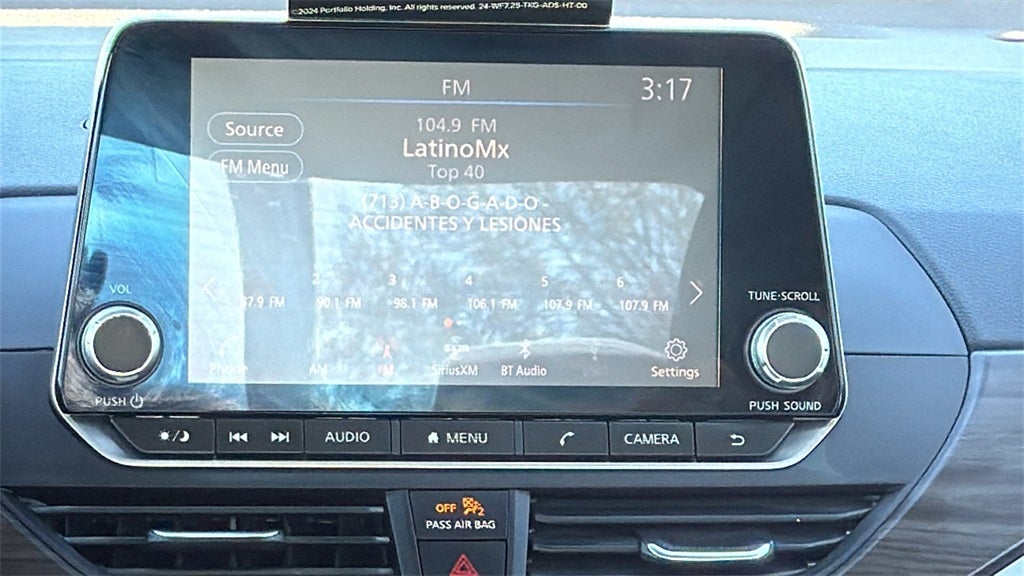 ©2024 Portfolio Holding, Inc. All rights reserved. 24-WF7.29-TKG-ADS-HT-00
FM 3:17
Source
104.9 FM
LatinoMx
FM Menu
Top 40
(713) A-B-O-G-A-D-O -
ACCIDENTES Y LESIONES
2 3 4 5 6
87.9 FM 90.1 FM 98.1 FM 106.1 FM 107.9 FM 107.9 FM
VOL
TUNE·SCROLL
Phone AM FM SiriusXM BT Audio USB1 Settings
PUSH
PUSH SOUND
AUDIO MENU CAMERA
OFF 2
PASS AIR BAG